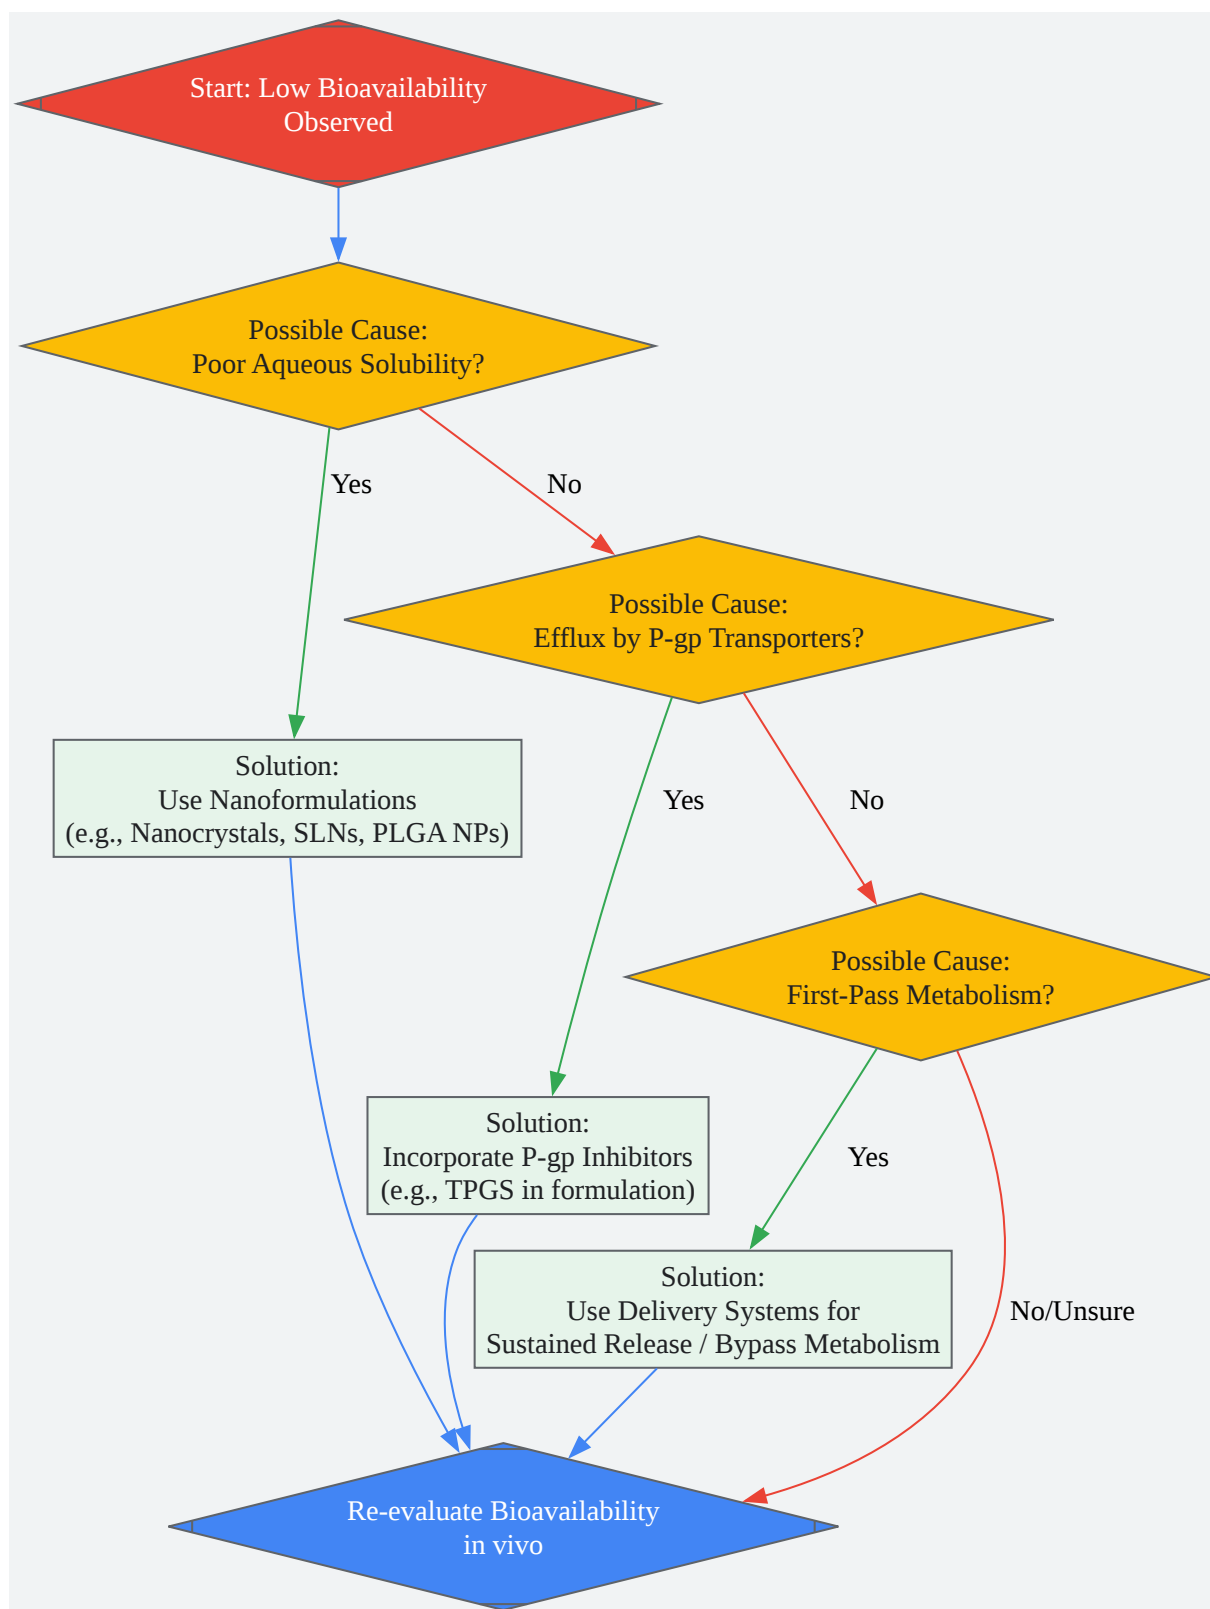 Start: Low Bioavailability
Observed
Possible Cause:
Poor Aqueous Solubility?
Yes
No
Possible Cause:
Efflux by P-gp Transporters?
Solution:
Use Nanoformulations
(e.g., Nanocrystals, SLNs, PLGA NPs)
Yes
No
Possible Cause:
First-Pass Metabolism?
Solution:
Incorporate P-gp Inhibitors
(e.g., TPGS in formulation)
Yes
Solution:
Use Delivery Systems for
Sustained Release / Bypass Metabolism
No/Unsure
Re-evaluate Bioavailability
in vivo